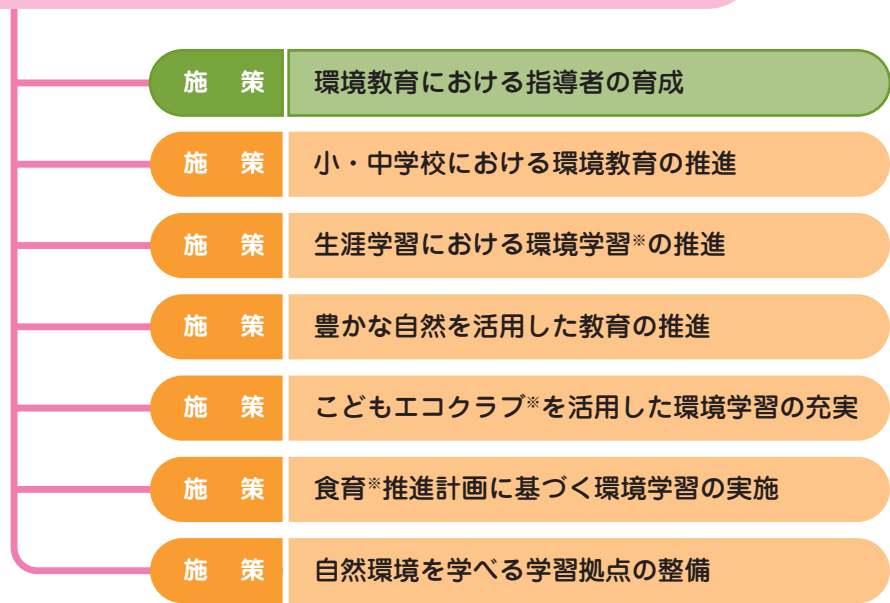 施 策 環境教育における指導者の育成
施 策 小・中学校における環境教育の推進
施 策 生涯学習における環境学習※の推進
施 策 豊かな自然を活用した教育の推進
施 策 こどもエコクラブ※を活用した環境学習の充実
施 策 食育※推進計画に基づく環境学習の実施
施 策 自然環境を学べる学習拠点の整備